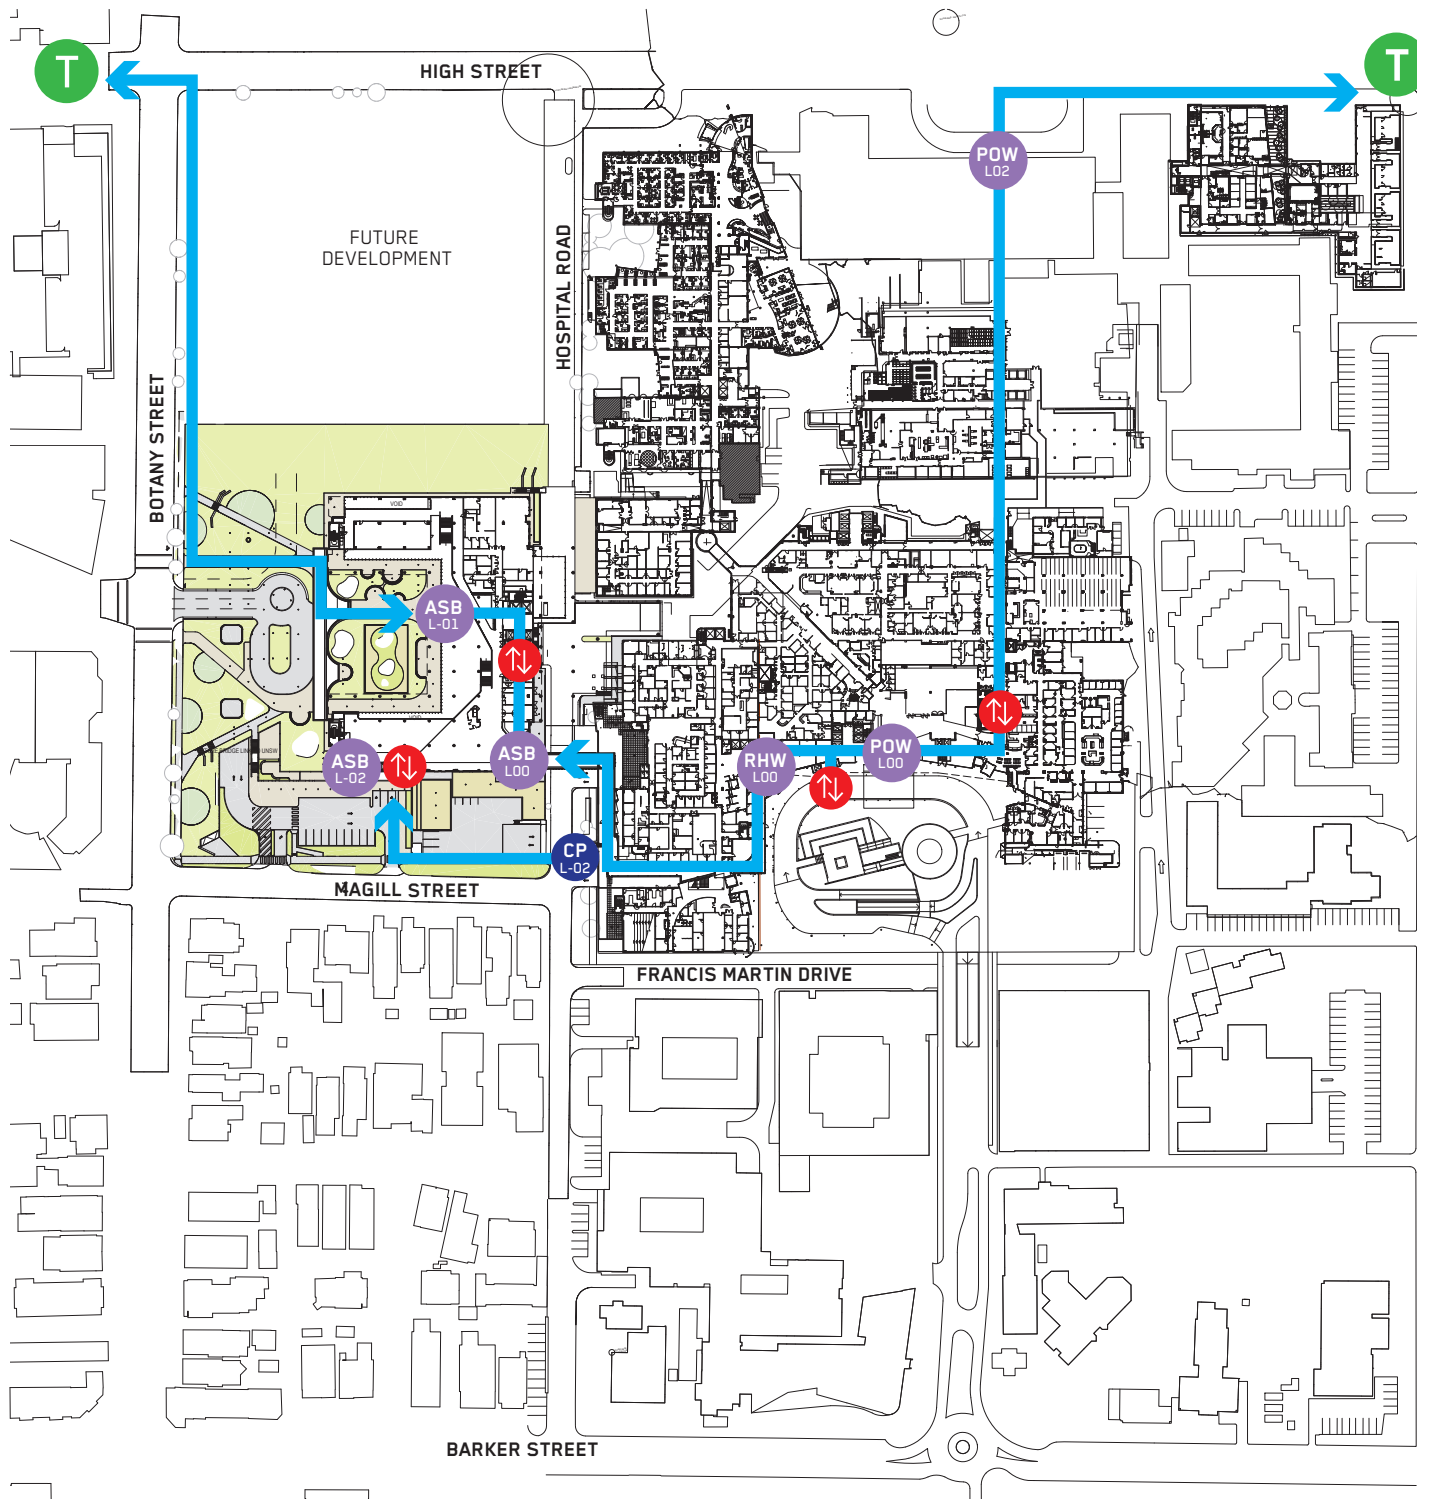 T
HIGH STREET
T
POW
L02
FUTURE
DEVELOPMENT
HOSPITAL ROAD
BOTANY STREET
VOID
ASB
L-01
ASB
L-02
ASB
L00
RHW
L00
POW
L00
CP
L-02
MAGILL STREET
FRANCIS MARTIN DRIVE
BARKER STREET